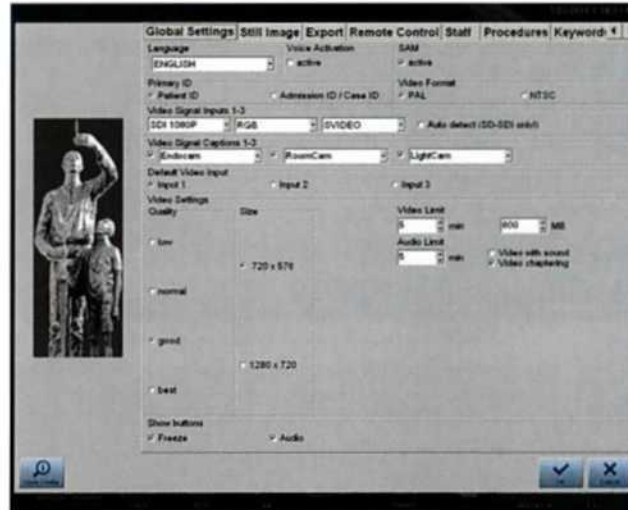 Global Settings Still Image Export Remote Control Staff Procedures Keywords
Language Voice Activation SAM
ENGLISH active active
Primary ID Video Format
Patient ID Admission ID / Case ID PAL NTSC
Video Signal Inputs 1-3
SDI 1080P RGB SVIDEO Auto detect (SD-SDI only!)
Video Signal Captions 1-3
Endocam RoomCam LightCam
Default Video Input
Input 1 Input 2 Input 3
Video Settings
Quality Size Video Limit
5 min 800 MB
Audio Limit
low 5 min Video with sound
Video chaptering
720 x 576
normal
good
1280 x 720
best
Show buttons
Freeze Audio